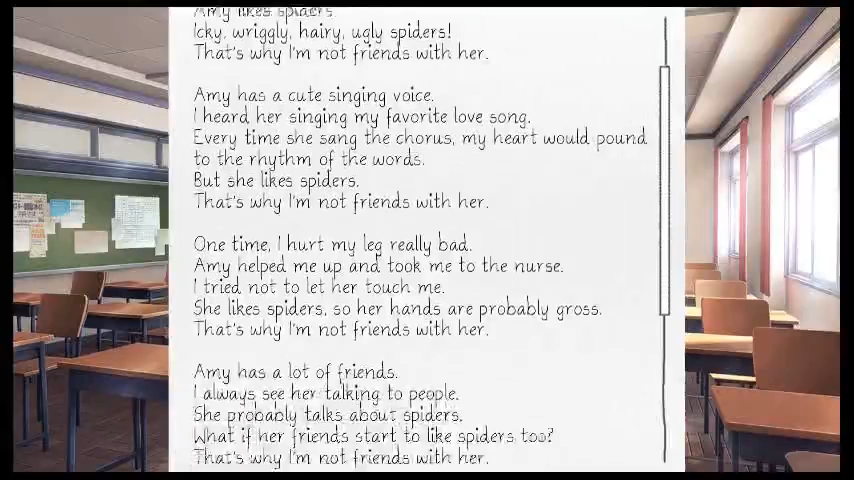 Amy likes spiders.
Icky, wriggly, hairy, ugly spiders!
That's why I'm not friends with her.
Amy has a cute singing voice.
I heard her singing my favorite love song.
Every time she sang the chorus, my heart would pound
to the rhythm of the words.
But she likes spiders.
That's why I'm not friends with her.
One time, I hurt my leg really bad.
Amy helped me up and took me to the nurse.
I tried not to let her touch me.
She likes spiders, so her hands are probably gross.
That's why I'm not friends with her.
Amy has a lot of friends.
I always see her talking to people.
She probably talks about spiders.
What if her friends start to like spiders too?
That's why I'm not friends with her.